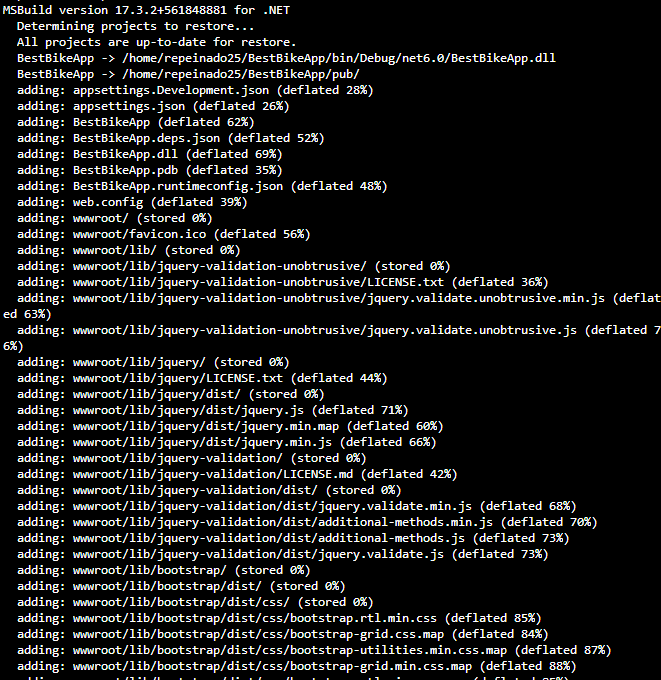 MSBuild version 17.3.2+561848881 for .NET
  Determining projects to restore...
  All projects are up-to-date for restore.
  BestBikeApp -> /home/repeinado25/BestBikeApp/bin/Debug/net6.0/BestBikeApp.dll
  BestBikeApp -> /home/repeinado25/BestBikeApp/pub/
  adding: appsettings.Development.json (deflated 28%)
  adding: appsettings.json (deflated 26%)
  adding: BestBikeApp (deflated 62%)
  adding: BestBikeApp.deps.json (deflated 52%)
  adding: BestBikeApp.dll (deflated 69%)
  adding: BestBikeApp.pdb (deflated 35%)
  adding: BestBikeApp.runtimeconfig.json (deflated 48%)
  adding: web.config (deflated 39%)
  adding: wwwroot/ (stored 0%)
  adding: wwwroot/favicon.ico (deflated 56%)
  adding: wwwroot/lib/ (stored 0%)
  adding: wwwroot/lib/jquery-validation-unobtrusive/ (stored 0%)
  adding: wwwroot/lib/jquery-validation-unobtrusive/LICENSE.txt (deflated 36%)
  adding: wwwroot/lib/jquery-validation-unobtrusive/jquery.validate.unobtrusive.min.js (deflat
ed 63%)
  adding: wwwroot/lib/jquery-validation-unobtrusive/jquery.validate.unobtrusive.js (deflated 7
6%)
  adding: wwwroot/lib/jquery/ (stored 0%)
  adding: wwwroot/lib/jquery/LICENSE.txt (deflated 44%)
  adding: wwwroot/lib/jquery/dist/ (stored 0%)
  adding: wwwroot/lib/jquery/dist/jquery.js (deflated 71%)
  adding: wwwroot/lib/jquery/dist/jquery.min.map (deflated 60%)
  adding: wwwroot/lib/jquery/dist/jquery.min.js (deflated 66%)
  adding: wwwroot/lib/jquery-validation/ (stored 0%)
  adding: wwwroot/lib/jquery-validation/LICENSE.md (deflated 42%)
  adding: wwwroot/lib/jquery-validation/dist/ (stored 0%)
  adding: wwwroot/lib/jquery-validation/dist/jquery.validate.min.js (deflated 68%)
  adding: wwwroot/lib/jquery-validation/dist/additional-methods.min.js (deflated 70%)
  adding: wwwroot/lib/jquery-validation/dist/additional-methods.js (deflated 73%)
  adding: wwwroot/lib/jquery-validation/dist/jquery.validate.js (deflated 73%)
  adding: wwwroot/lib/bootstrap/ (stored 0%)
  adding: wwwroot/lib/bootstrap/dist/ (stored 0%)
  adding: wwwroot/lib/bootstrap/dist/css/ (stored 0%)
  adding: wwwroot/lib/bootstrap/dist/css/bootstrap.rtl.min.css (deflated 85%)
  adding: wwwroot/lib/bootstrap/dist/css/bootstrap-grid.css.map (deflated 84%)
  adding: wwwroot/lib/bootstrap/dist/css/bootstrap-utilities.min.css.map (deflated 87%)
  adding: wwwroot/lib/bootstrap/dist/css/bootstrap-grid.min.css.map (deflated 88%)